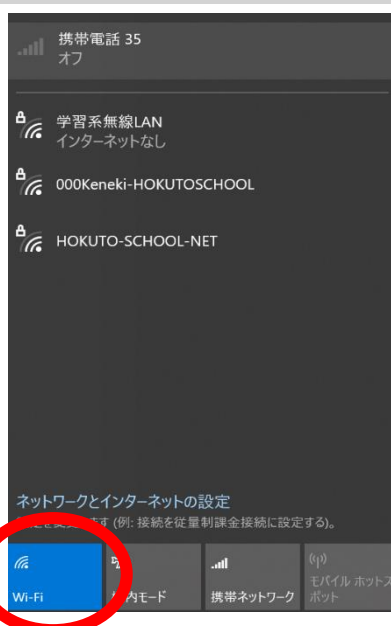 携帯電話 35
オフ
学習系無線LAN
インターネットなし
000Keneki-HOKUTOSCHOOL
HOKUTO-SCHOOL-NET
ネットワークとインターネットの設定
す (例: 接続を従量制課金接続に設定する)。
Wi-Fi
内モード
携帯ネットワーク
モバイル ホットス
ポット